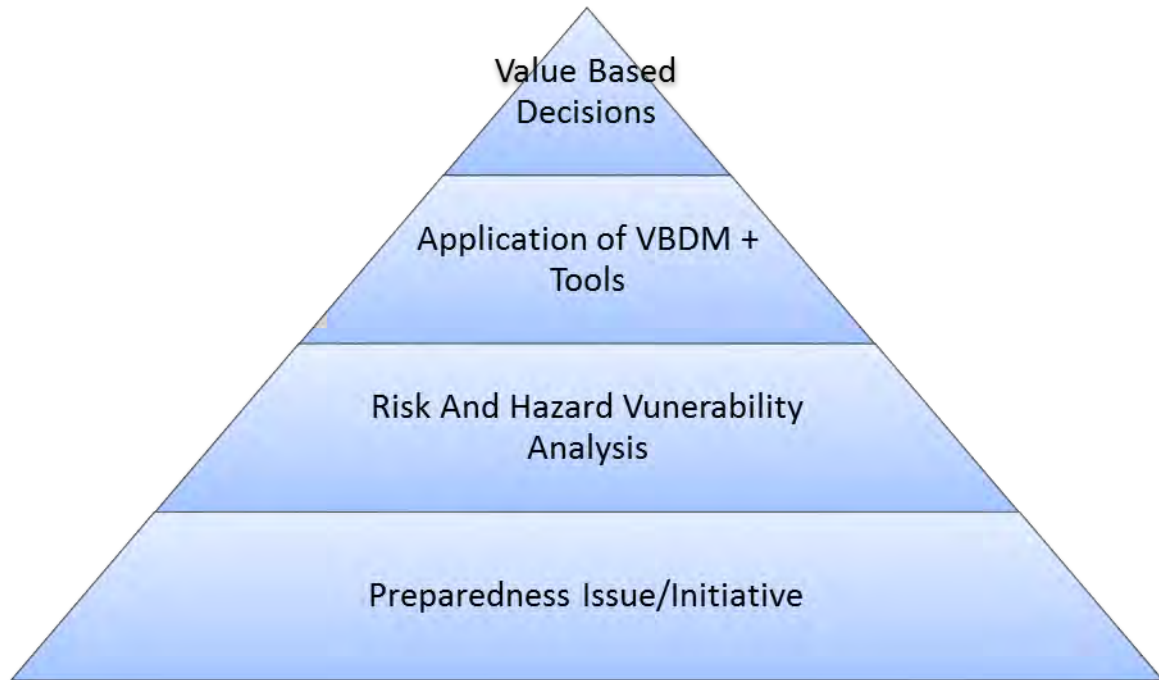 Value Based
Decisions
Application of VBDM +
Tools
Risk And Hazard Vunerability
Analysis
Preparedness Issue/Initiative